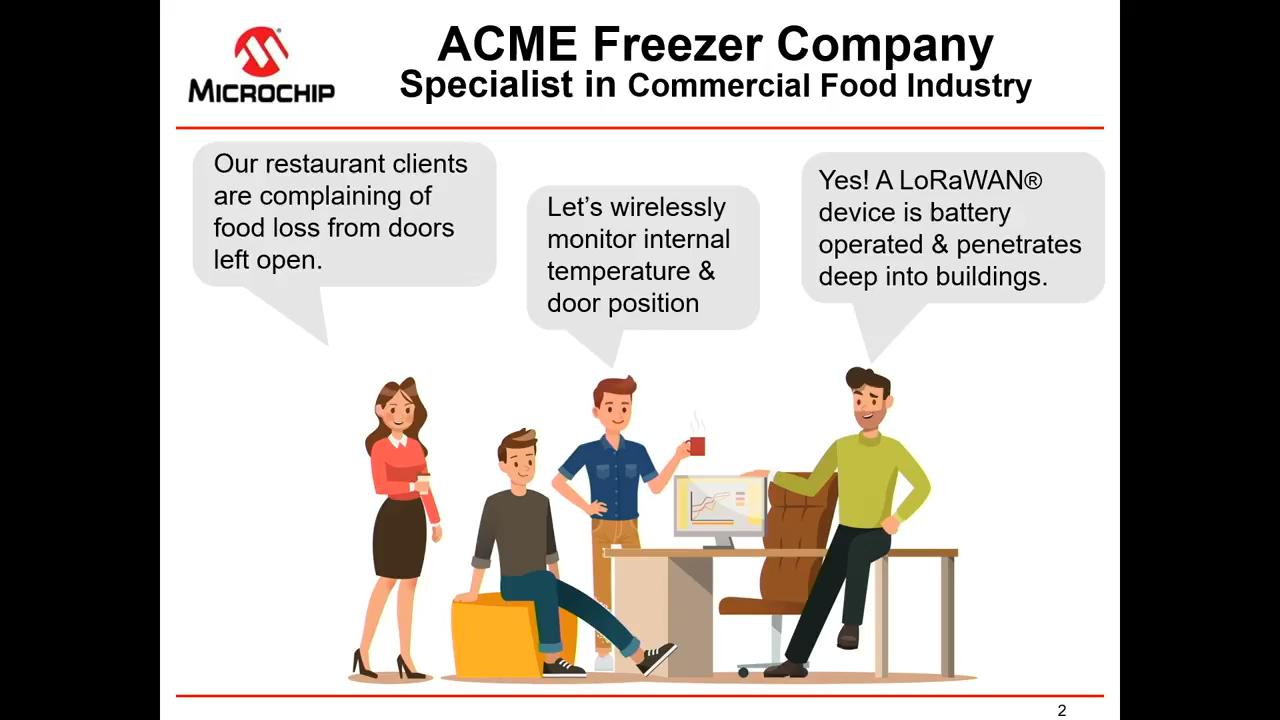 MICROCHIP
ACME Freezer Company
Specialist in Commercial Food Industry
Our restaurant clients
are complaining of
food loss from doors
left open.
Let’s wirelessly
monitor internal
temperature &
door position
Yes! A LoRaWAN®
device is battery
operated & penetrates
deep into buildings.
2